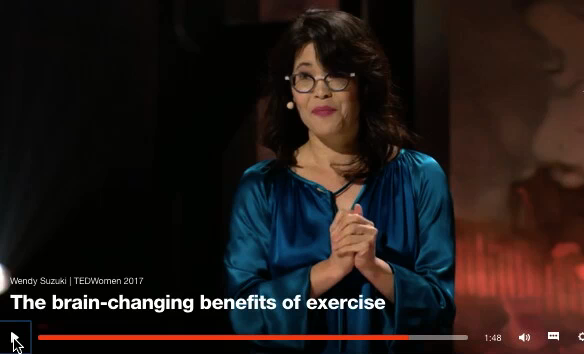 Wendy Suzuki | TEDWomen 2017
The brain-changing benefits of exercise
1:48